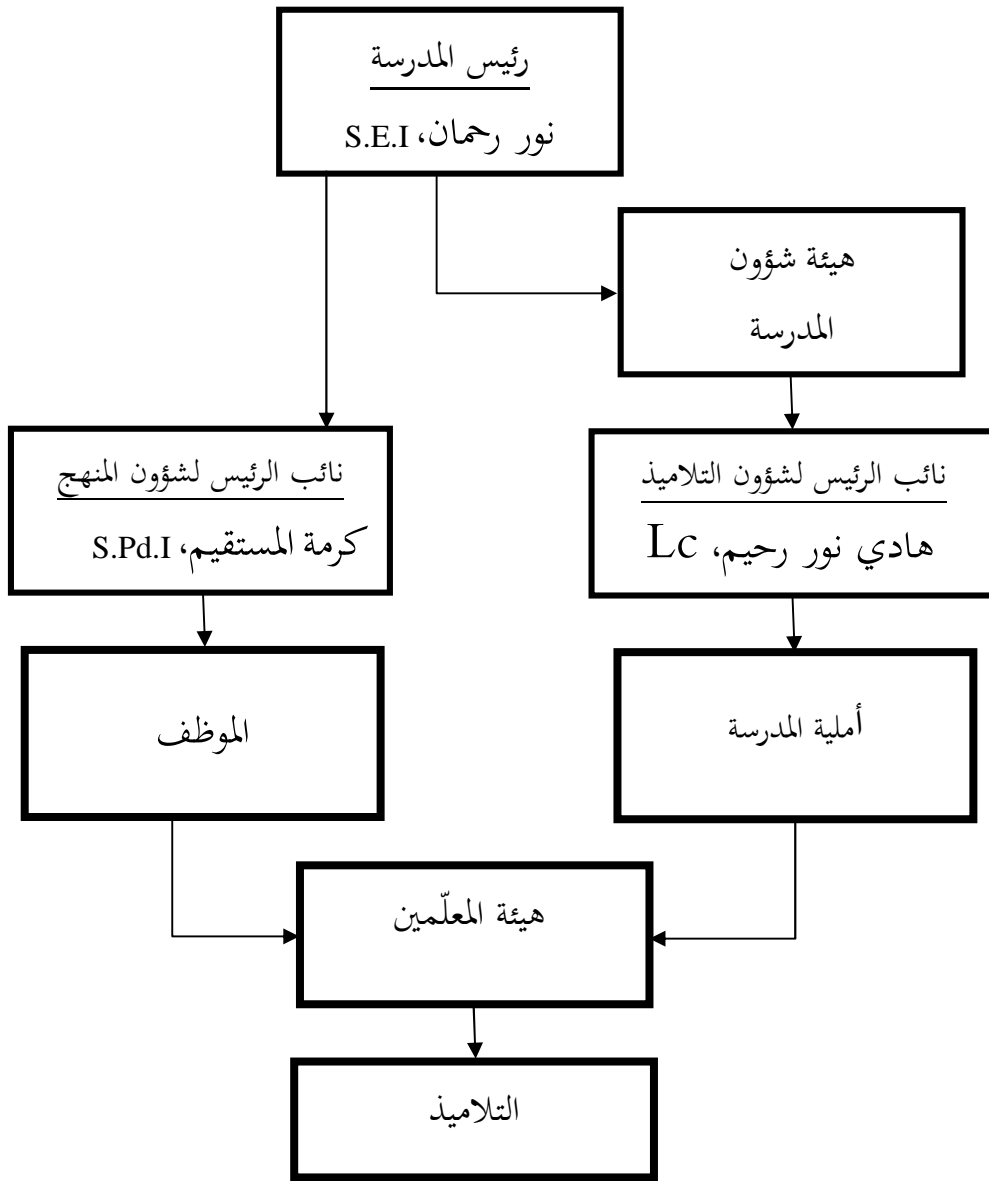 رئيس المدرسة
نور رحمان، S.E.I
هيئة شؤون
المدرسة
نائب الرئيس لشؤون التلاميذ
هادي نور رحيم، Lc
نائب الرئيس لشؤون المنهج
كرمة المستقيم، S.Pd.I
أملية المدرسة
الموظف
هيئة المعلّمين
التلاميذ